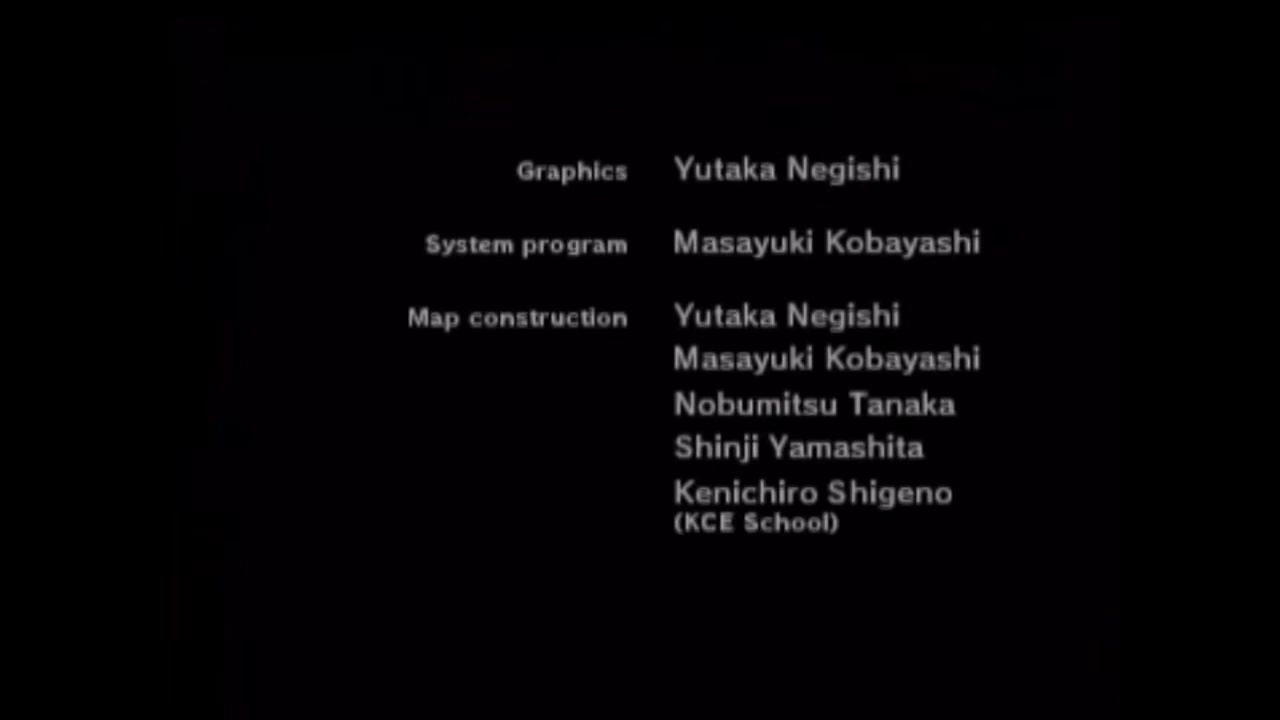 Graphics Yutaka Negishi
System program Masayuki Kobayashi
Map construction Yutaka Negishi
Masayuki Kobayashi
Nobumitsu Tanaka
Shinji Yamashita
Kenichiro Shigeno
(KCE School)